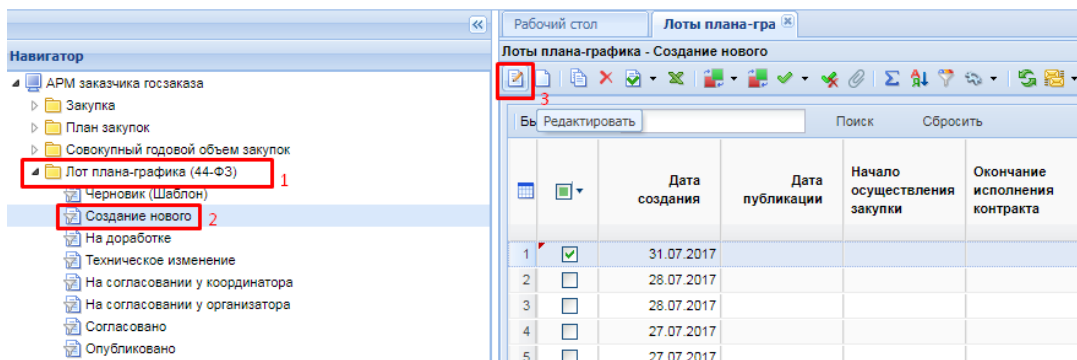 Навигатор
АРМ заказчика госзаказа
Закупка
План закупок
Совокупный годовой объем закупок
Лот плана-графика (44-ФЗ)
1
Черновик (Шаблон)
Создание нового
2
На доработке
Техническое изменение
На согласовании у координатора
На согласовании у организатора
Согласовано
Опубликовано
Рабочий стол
Лоты плана-гра
Лоты плана-графика - Создание нового
3
Бы
Редактировать
Поиск
Сбросить
Дата создания
Дата публикации
Начало осуществления закупки
Окончание исполнения контракта
1 31.07.2017
2 28.07.2017
3 28.07.2017
4 27.07.2017
5 27.07.2017